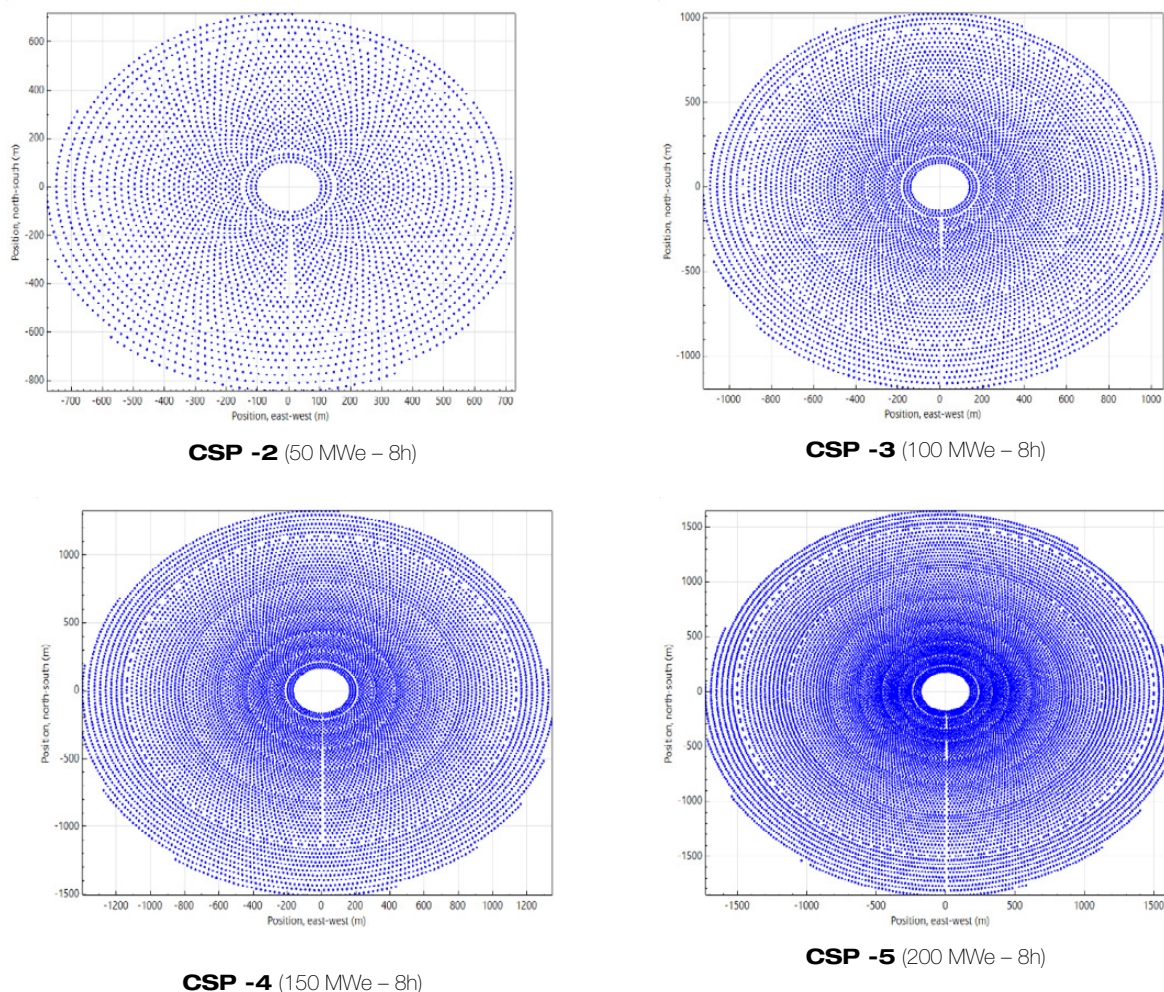 600
400
200
0
-200
-400
-600
-800
Position, north-south (m)
-700 -600 -500 -400 -300 -200 -100 0 100 200 300 400 500 600 700
Position, east-west (m)
CSP -2 (50 MWe – 8h)
1000
500
0
-500
-1000
Position, north-south (m)
-1000 -800 -600 -400 -200 0 200 400 600 800 1000
Position, east-west (m)
CSP -3 (100 MWe – 8h)
1000
500
0
-500
-1000
-1500
Position, north-south (m)
-1200 -1000 -800 -600 -400 -200 0 200 400 600 800 1000 1200
Position, east-west (m)
CSP -4 (150 MWe – 8h)
1500
1000
500
0
-500
-1000
-1500
Position, north-south (m)
-1500 -1000 -500 0 500 1000 1500
Position, east-west (m)
CSP -5 (200 MWe – 8h)